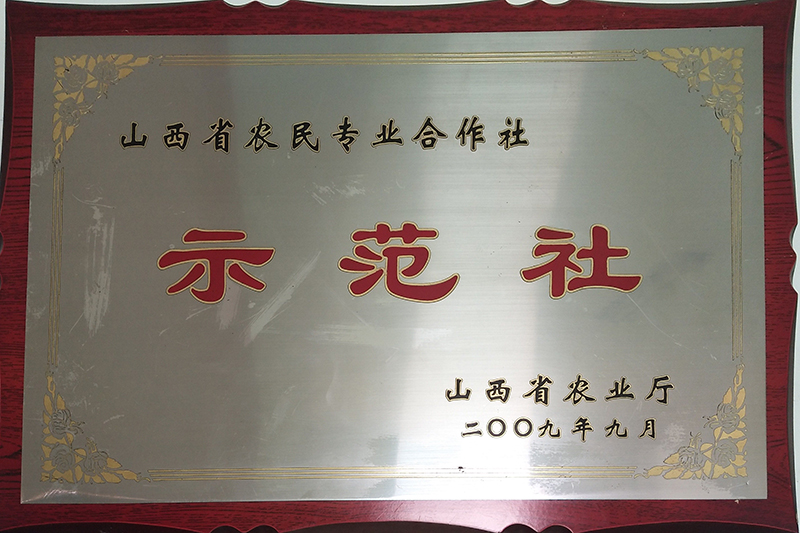 山西省农民专业合作社
示范社
山西省农业厅
二〇〇九年九月